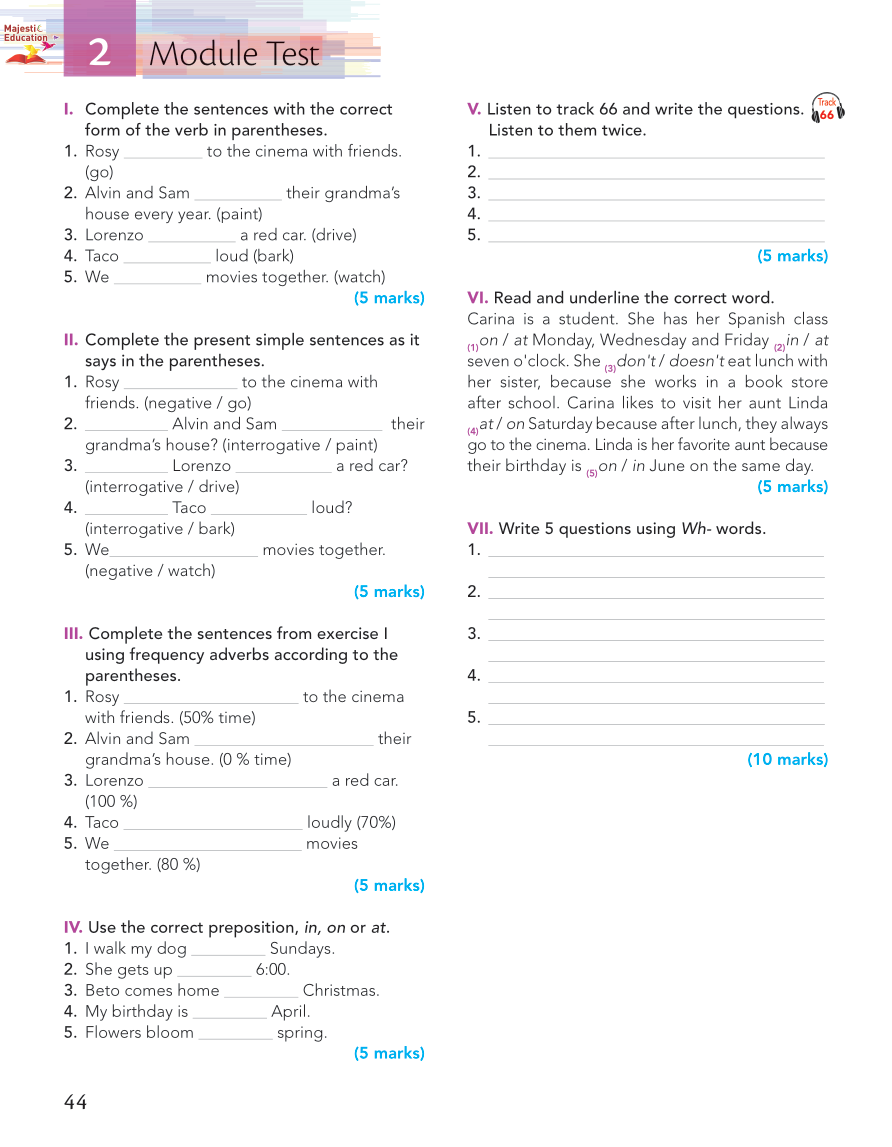 Majestic
Education
2
Module Test
I. Complete the sentences with the correct
form of the verb in parentheses.
1. Rosy __________ to the cinema with friends.
(go)
2. Alvin and Sam ___________ their grandma's
house every year. (paint)
3. Lorenzo ___________ a red car. (drive)
4. Taco ___________ loud (bark)
5. We ___________ movies together. (watch)
(5 marks)
II. Complete the present simple sentences as it
says in the parentheses.
1. Rosy ______________ to the cinema with
friends. (negative / go)
2. __________ Alvin and Sam ____________ their
grandma's house? (interrogative / paint)
3. __________ Lorenzo ____________ a red car?
(interrogative / drive)
4. __________ Taco ____________ loud?
(interrogative / bark)
5. We__________________ movies together.
(negative / watch)
(5 marks)
III. Complete the sentences from exercise I
using frequency adverbs according to the
parentheses.
1. Rosy _____________________ to the cinema
with friends. (50% time)
2. Alvin and Sam ______________________ their
grandma's house. (0 % time)
3. Lorenzo ______________________ a red car.
(100 %)
4. Taco ______________________ loudly (70%)
5. We _______________________ movies
together. (80 %)
(5 marks)
IV. Use the correct preposition, in, on or at.
1. I walk my dog _________ Sundays.
2. She gets up _________ 6:00.
3. Beto comes home _________ Christmas.
4. My birthday is _________ April.
5. Flowers bloom _________ spring.
(5 marks)
44
V. Listen to track 66 and write the questions.
Track
66
Listen to them twice.
1.
2.
3.
4.
5.
(5 marks)
VI. Read and underline the correct word.
Carina is a student. She has her Spanish class
(1)on / at Monday, Wednesday and Friday (2)in / at
seven o'clock. She (3)don't / doesn't eat lunch with
her sister, because she works in a book store
after school. Carina likes to visit her aunt Linda
(4)at / on Saturday because after lunch, they always
go to the cinema. Linda is her favorite aunt because
their birthday is (5)on / in June on the same day.
(5 marks)
VII. Write 5 questions using Wh- words.
1.
2.
3.
4.
5.
(10 marks)